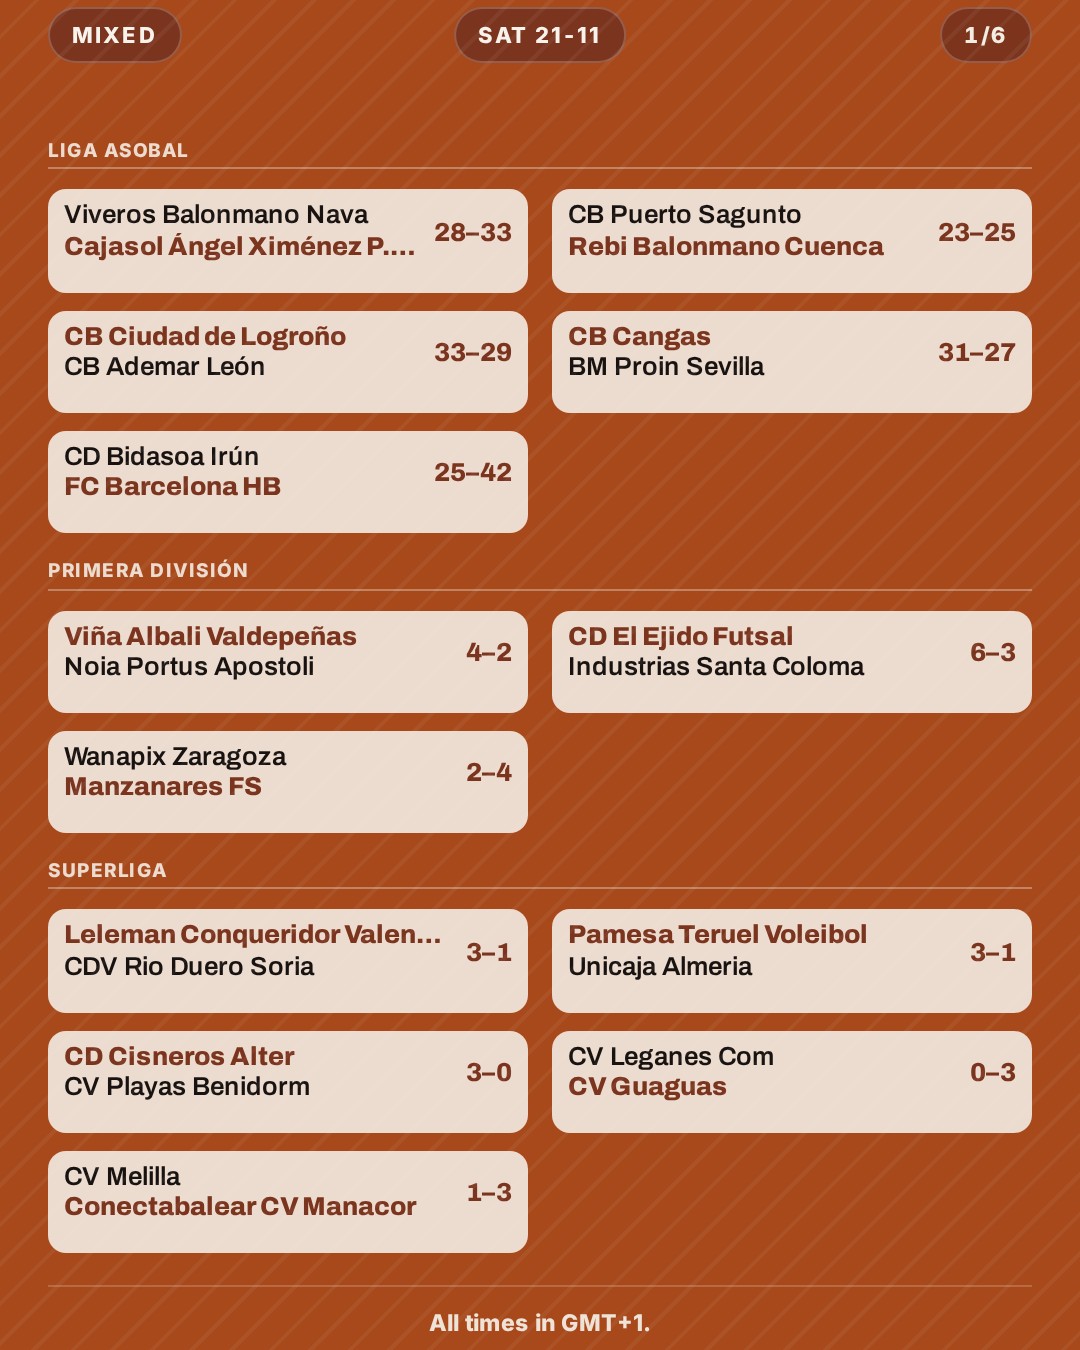 MIXED
SAT 21-11
1/6
LIGA ASOBAL
Viveros Balonmano Nava
Cajasol Ángel Ximénez P.... 28–33
CB Puerto Sagunto
Rebi Balonmano Cuenca 23–25
CB Ciudad de Logroño
CB Ademar León 33–29
CB Cangas
BM Proin Sevilla 31–27
CD Bidasoa Irún
FC Barcelona HB 25–42
PRIMERA DIVISIÓN
Viña Albali Valdepeñas
Noia Portus Apostoli 4–2
CD El Ejido Futsal
Industrias Santa Coloma 6–3
Wanapix Zaragoza
Manzanares FS 2–4
SUPERLIGA
Leleman Conqueridor Valen...
CDV Rio Duero Soria 3–1
Pamesa Teruel Voleibol
Unicaja Almeria 3–1
CD Cisneros Alter
CV Playas Benidorm 3–0
CV Leganes Com
CV Guaguas 0–3
CV Melilla
Conectabalear CV Manacor 1–3
All times in GMT+1.